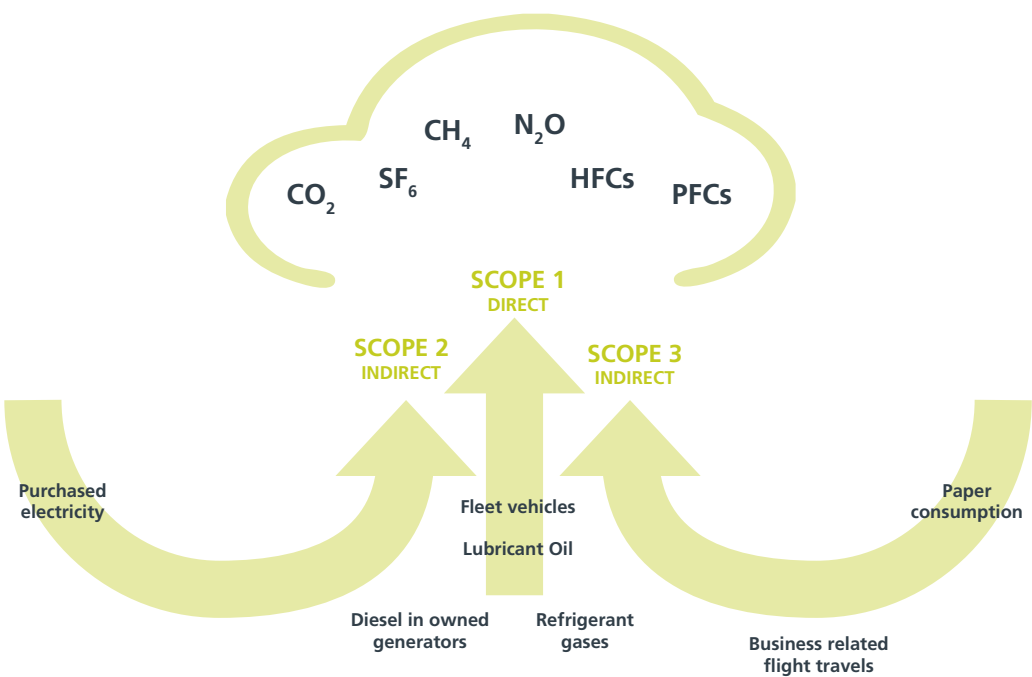 CH₄
N₂O
CO₂
SF₆
HFCs
PFCs
SCOPE 1
DIRECT
SCOPE 2
INDIRECT
SCOPE 3
INDIRECT
Purchased
electricity
Fleet vehicles
Lubricant Oil
Diesel in owned
generators
Refrigerant
gases
Paper
consumption
Business related
flight travels